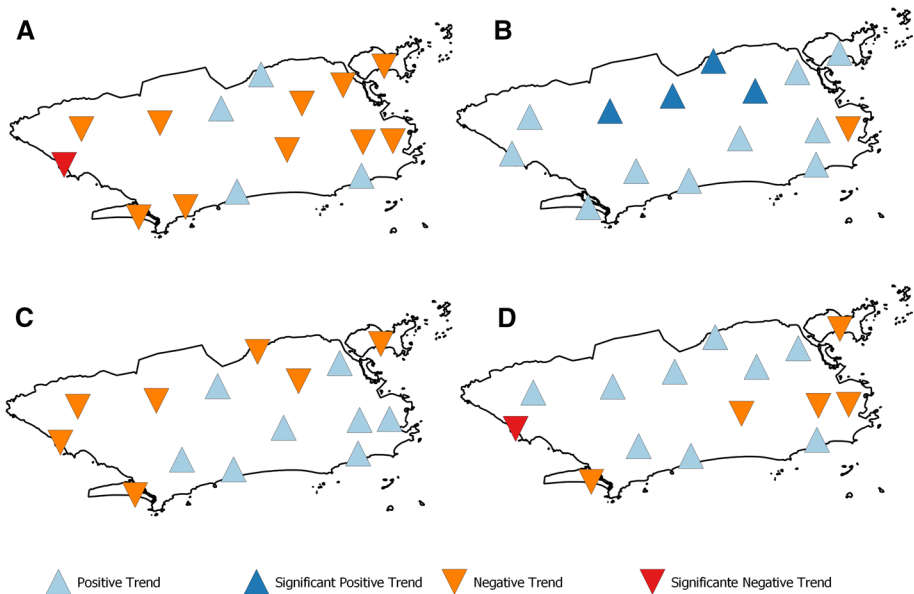 A
B
C
D
Positive Trend
Significant Positive Trend
Negative Trend
Significante Negative Trend